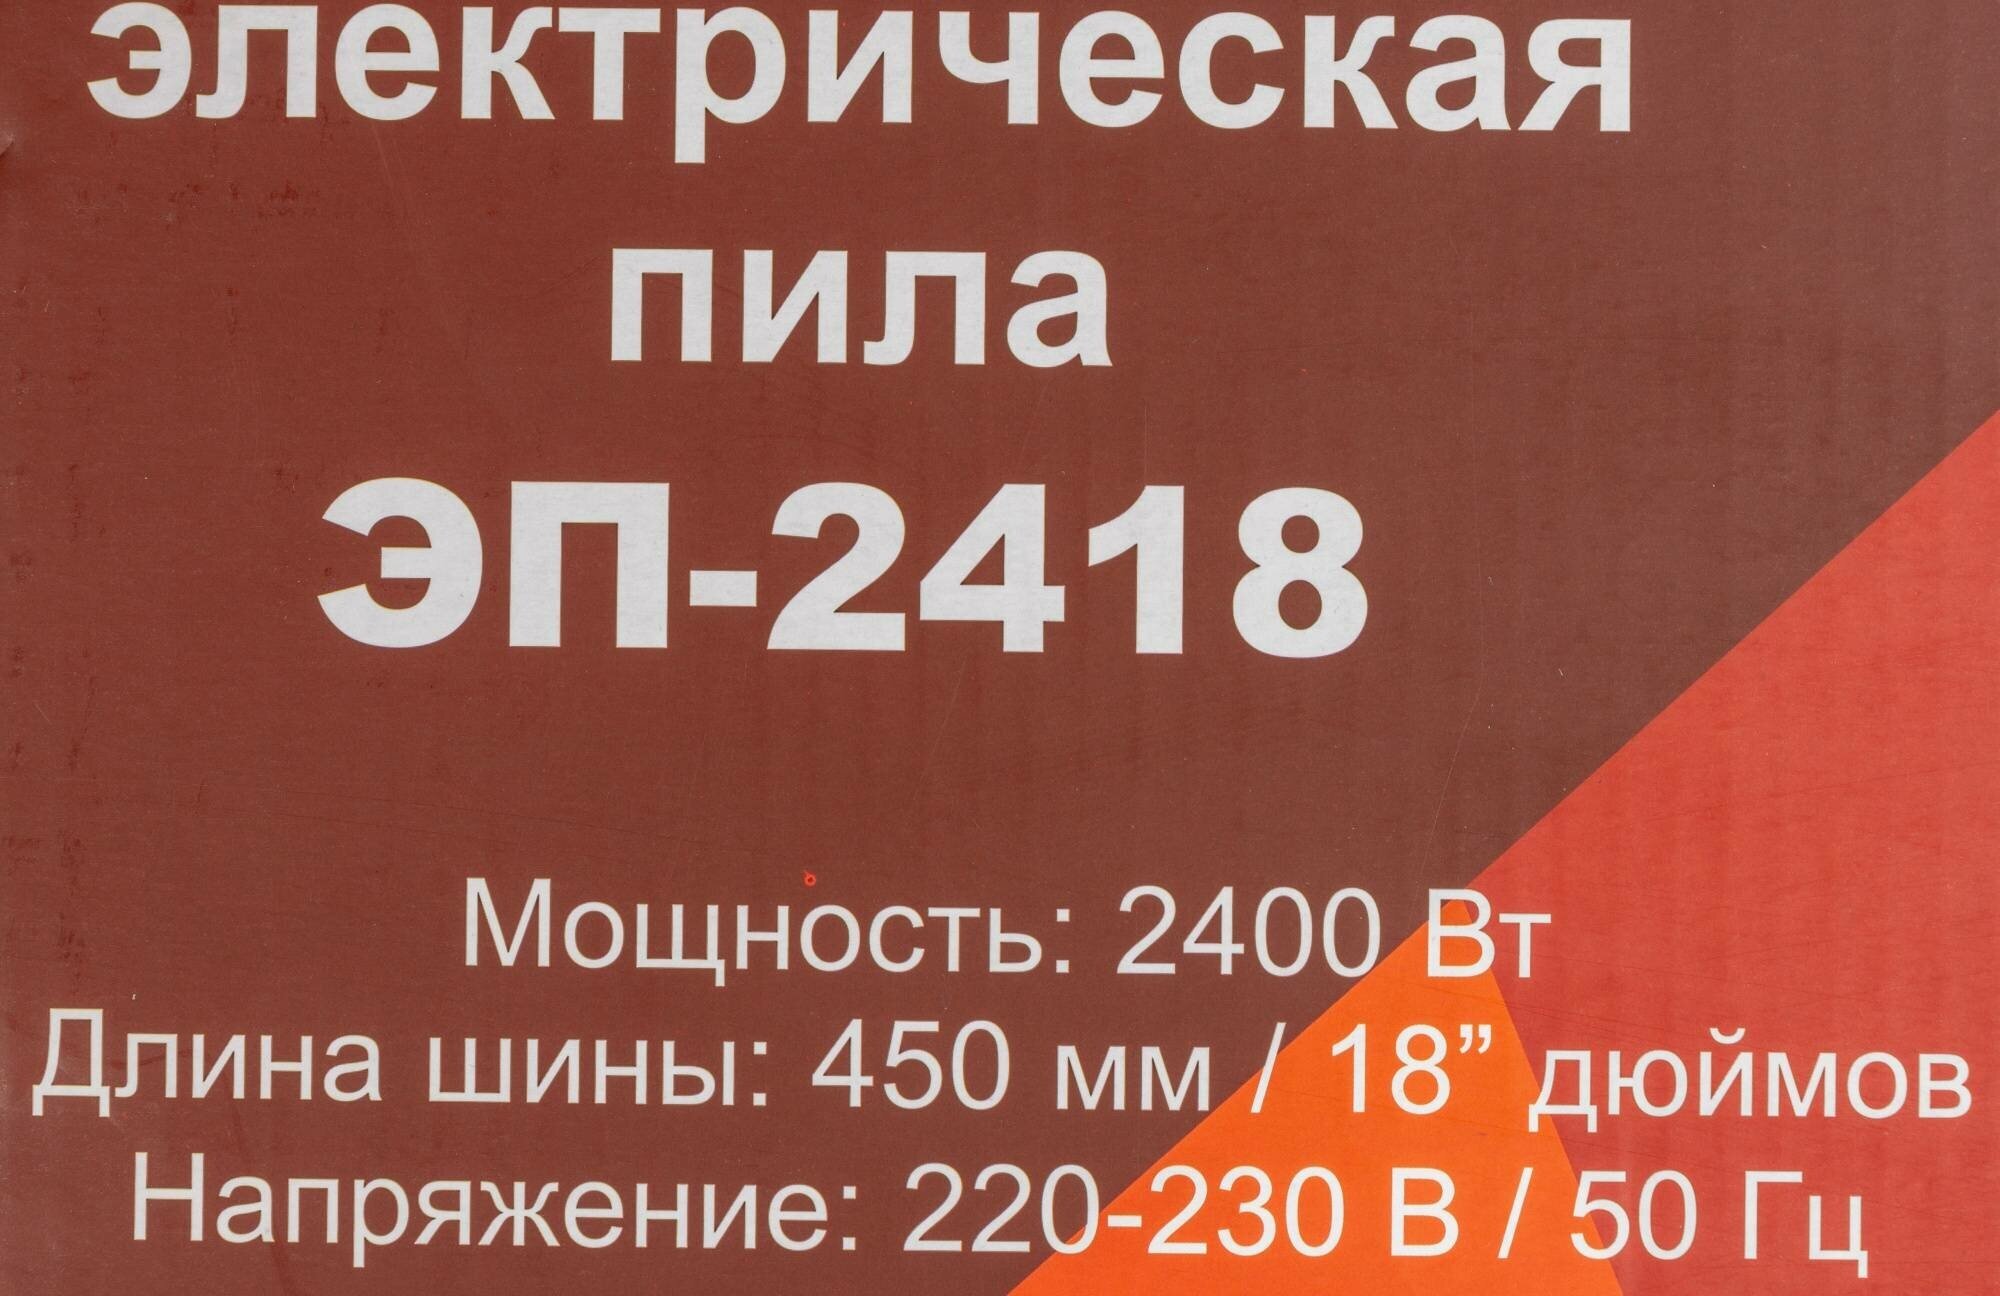 электрическая
пила
ЭП-2418
Мощность: 2400 Вт
Длина шины: 450 мм / 18” дюймов
Напряжение: 220-230 В / 50 Гц